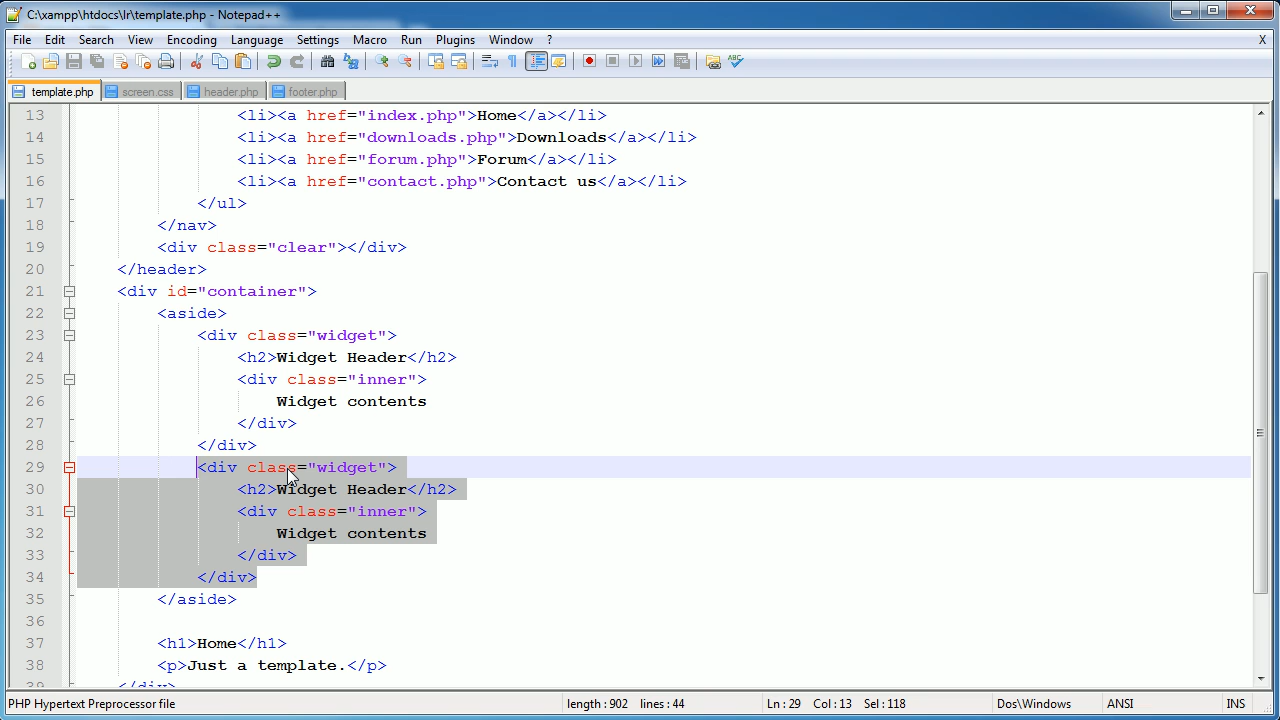 C:\xampp\htdocs\lr\template.php - Notepad++
File Edit Search View Encoding Language Settings Macro Run Plugins Window ? X
template.php screen.css header.php footer.php
13 <li><a href="index.php">Home</a></li>
14 <li><a href="downloads.php">Downloads</a></li>
15 <li><a href="forum.php">Forum</a></li>
16 <li><a href="contact.php">Contact us</a></li>
17 </ul>
18 </nav>
19 <div class="clear"></div>
20 </header>
21 <div id="container">
22 <aside>
23 <div class="widget">
24 <h2>Widget Header</h2>
25 <div class="inner">
26 Widget contents
27 </div>
28 </div>
29 <div class="widget">
30 <h2>Widget Header</h2>
31 <div class="inner">
32 Widget contents
33 </div>
34 </div>
35 </aside>
36
37 <h1>Home</h1>
38 <p>Just a template.</p>
39 </div>
PHP Hypertext Preprocessor file length : 902 lines : 44 Ln : 29 Col : 13 Sel : 118 Dos\Windows ANSI INS